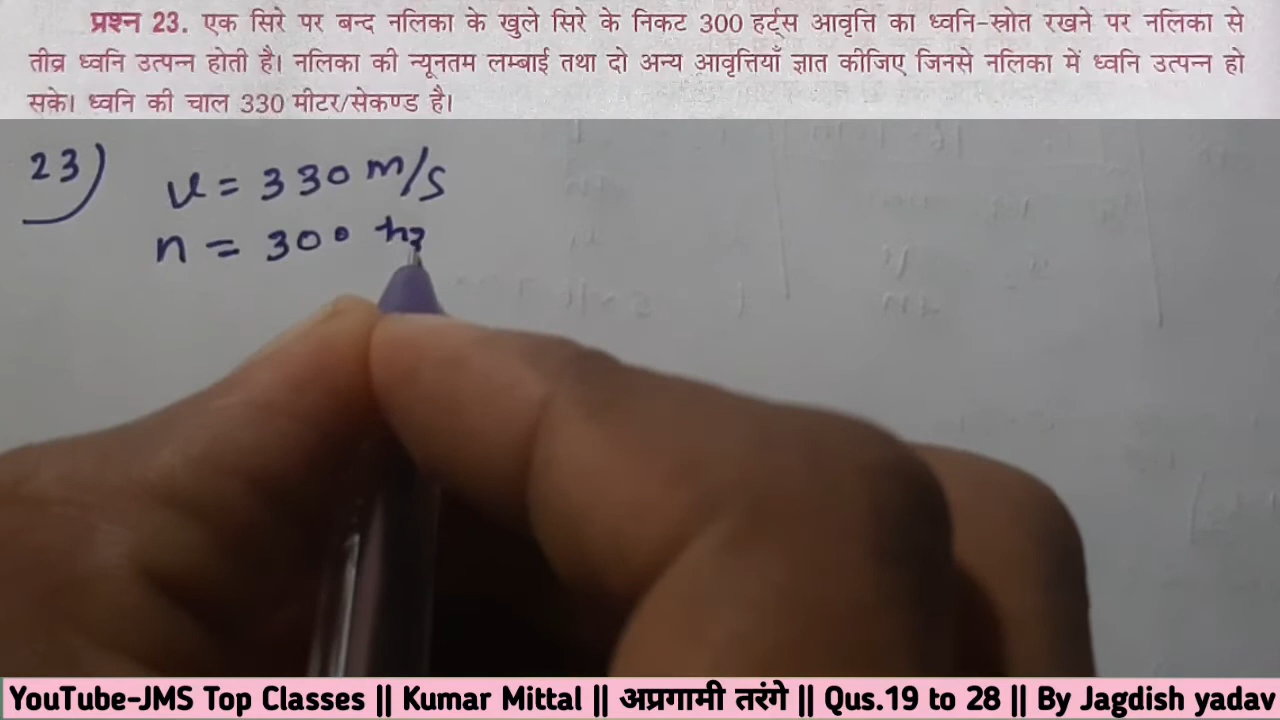 प्रश्न 23. एक सिरे पर बन्द नलिका के खुले सिरे के निकट 300 हर्ट्स आवृत्ति का ध्वनि-स्रोत रखने पर नलिका से
तीव्र ध्वनि उत्पन्न होती है। नलिका की न्यूनतम लम्बाई तथा दो अन्य आवृत्तियाँ ज्ञात कीजिए जिनसे नलिका में ध्वनि उत्पन्न हो
सके। ध्वनि की चाल 330 मीटर/सेकण्ड है।
23)
v = 330 m/s
n = 300 hz
YouTube-JMS Top Classes || Kumar Mittal || अप्रगामी तरंगे || Qus.19 to 28 || By Jagdish yadav